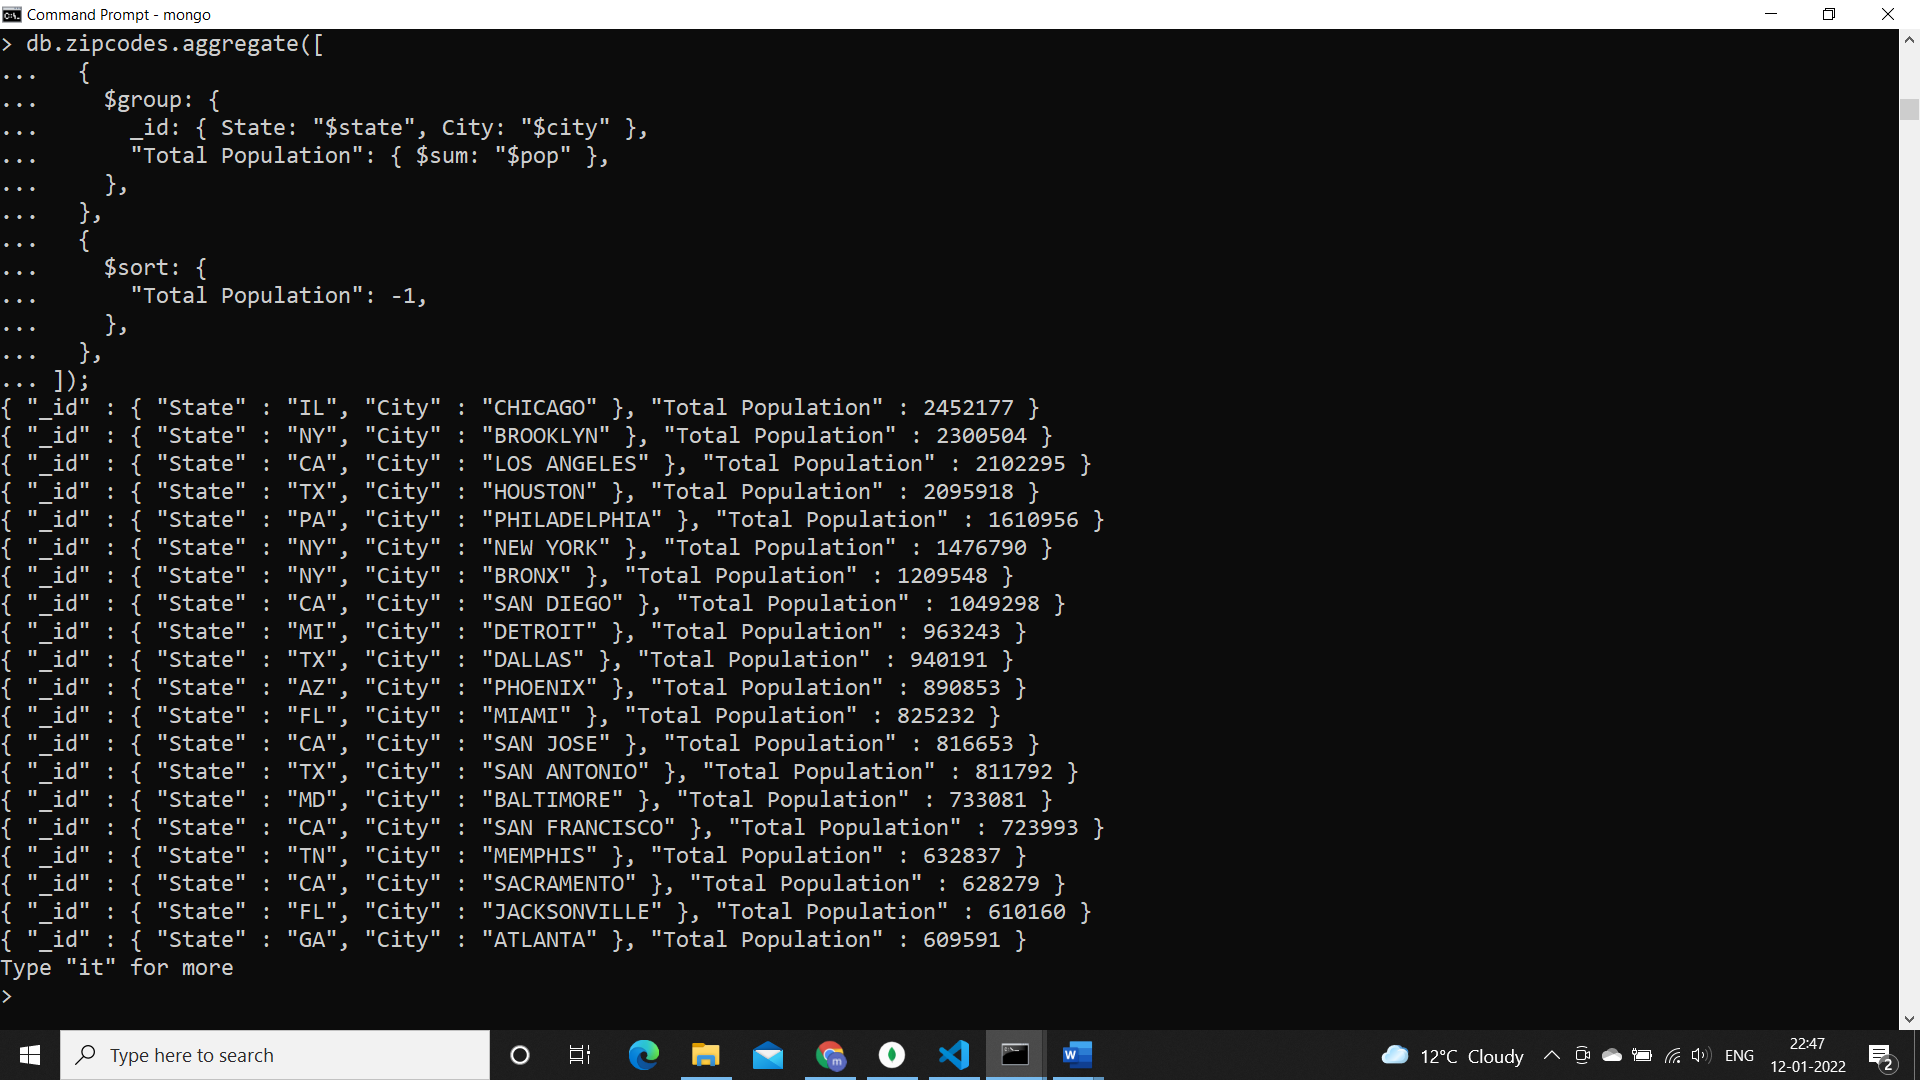 Command Prompt - mongo
> db.zipcodes.aggregate([
...   {
...     $group: {
...       _id: { State: "$state", City: "$city" },
...       "Total Population": { $sum: "$pop" },
...     },
...   },
...   {
...     $sort: {
...       "Total Population": -1,
...     },
...   },
... ]);
{ "_id" : { "State" : "IL", "City" : "CHICAGO" }, "Total Population" : 2452177 }
{ "_id" : { "State" : "NY", "City" : "BROOKLYN" }, "Total Population" : 2300504 }
{ "_id" : { "State" : "CA", "City" : "LOS ANGELES" }, "Total Population" : 2102295 }
{ "_id" : { "State" : "TX", "City" : "HOUSTON" }, "Total Population" : 2095918 }
{ "_id" : { "State" : "PA", "City" : "PHILADELPHIA" }, "Total Population" : 1610956 }
{ "_id" : { "State" : "NY", "City" : "NEW YORK" }, "Total Population" : 1476790 }
{ "_id" : { "State" : "NY", "City" : "BRONX" }, "Total Population" : 1209548 }
{ "_id" : { "State" : "CA", "City" : "SAN DIEGO" }, "Total Population" : 1049298 }
{ "_id" : { "State" : "MI", "City" : "DETROIT" }, "Total Population" : 963243 }
{ "_id" : { "State" : "TX", "City" : "DALLAS" }, "Total Population" : 940191 }
{ "_id" : { "State" : "AZ", "City" : "PHOENIX" }, "Total Population" : 890853 }
{ "_id" : { "State" : "FL", "City" : "MIAMI" }, "Total Population" : 825232 }
{ "_id" : { "State" : "CA", "City" : "SAN JOSE" }, "Total Population" : 816653 }
{ "_id" : { "State" : "TX", "City" : "SAN ANTONIO" }, "Total Population" : 811792 }
{ "_id" : { "State" : "MD", "City" : "BALTIMORE" }, "Total Population" : 733081 }
{ "_id" : { "State" : "CA", "City" : "SAN FRANCISCO" }, "Total Population" : 723993 }
{ "_id" : { "State" : "TN", "City" : "MEMPHIS" }, "Total Population" : 632837 }
{ "_id" : { "State" : "CA", "City" : "SACRAMENTO" }, "Total Population" : 628279 }
{ "_id" : { "State" : "FL", "City" : "JACKSONVILLE" }, "Total Population" : 610160 }
{ "_id" : { "State" : "GA", "City" : "ATLANTA" }, "Total Population" : 609591 }
Type "it" for more
>
Type here to search
12°C Cloudy
ENG
22:47
12-01-2022
2